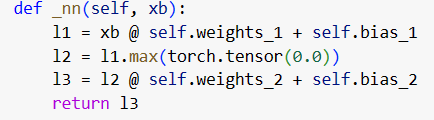 def _nn(self, xb):
    l1 = xb @ self.weights_1 + self.bias_1
    l2 = l1.max(torch.tensor(0.0))
    l3 = l2 @ self.weights_2 + self.bias_2
    return l3